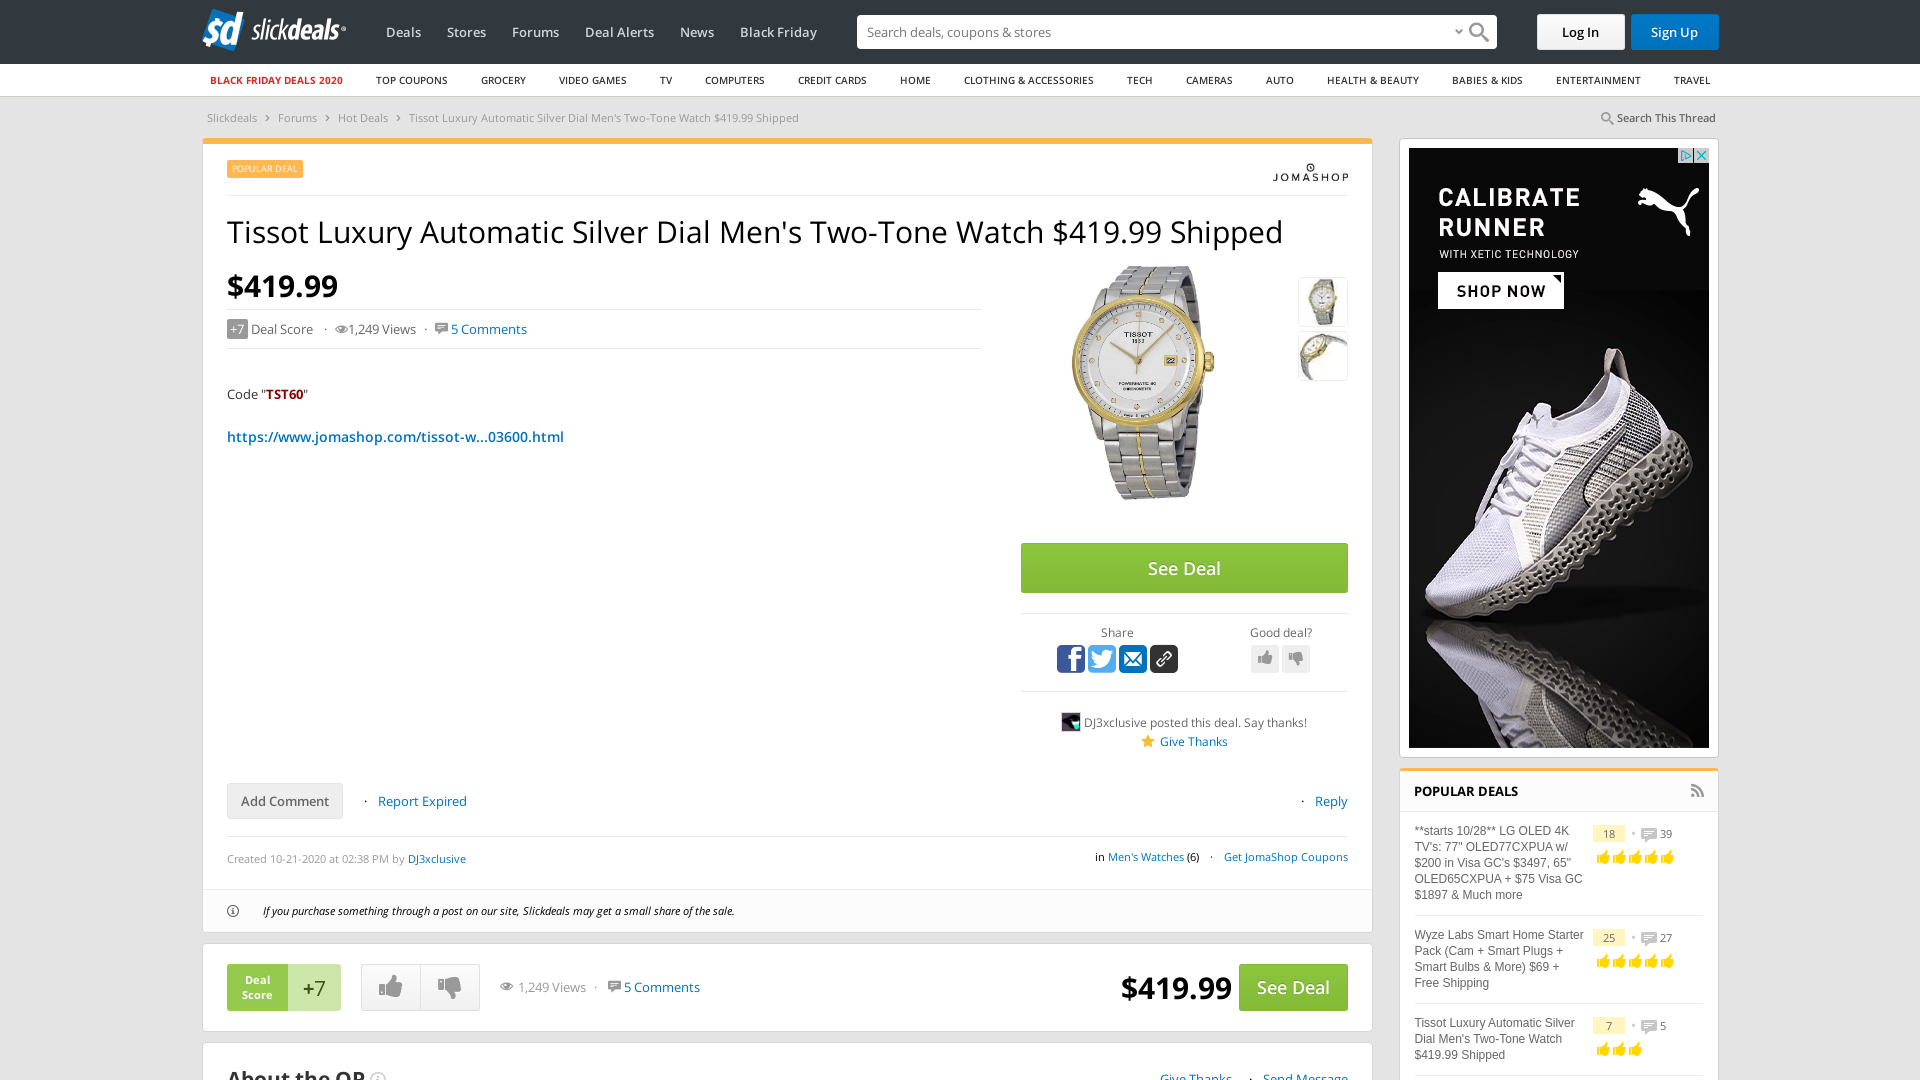 sd slickdeals
Deals
Stores
Forums
Deal Alerts
News
Black Friday
Search deals, coupons & shopping
Log In
Sign Up
BLACK FRIDAY DEALS 2020
TOP COUPONS
GROCERY
VIDEO GAMES
TV
COMPUTERS
CREDIT CARDS
HOME
CLOTHING & ACCESSORIES
TECH
CAMERAS
AUTO
HEALTH & BEAUTY
BABIES & KIDS
ENTERTAINMENT
TRAVEL
Slickdeals › Forums › Hot Deals › Tissot Luxury Automatic Silver Dial Men's Two-Tone Watch $419.99 Shipped
Search This Thread
POPULAR DEAL
JOMASHOP
Tissot Luxury Automatic Silver Dial Men's Two-Tone Watch $419.99 Shipped
$419.99
+7 Deal Score · 1,249 Views · 5 Comments
Code "TST60"
https://www.jomashop.com/tissot-w...03600.html
TISSOT
1853
POWERMATIC 80
CHRONOMETER
See Deal
Share
Good deal?
DJ3xclusive posted this deal. Say thanks!
Give Thanks
Add Comment
· Report Expired
· Reply
Created 10-21-2020 at 02:38 PM by DJ3xclusive
in Men's Watches (6) · Get JomaShop Coupons
If you purchase something through a post on our site, Slickdeals may get a small share of the sale.
Deal
Score
+7
1,249 Views · 5 Comments
$419.99
See Deal
About the OP
Give Thanks · Send Message
CALIBRATE
RUNNER
WITH XETIC TECHNOLOGY
SHOP NOW
POPULAR DEALS
**starts 10/28** LG OLED 4K
TV's: 77" OLED77CXPUA w/
$200 in Visa GC's $3497, 65"
OLED65CXPUA + $75 Visa GC
$1897 & Much more
18 · 39
Wyze Labs Smart Home Starter
Pack (Cam + Smart Plugs +
Smart Bulbs & More) $69 +
Free Shipping
25 · 27
Tissot Luxury Automatic Silver
Dial Men's Two-Tone Watch
$419.99 Shipped
7 · 5